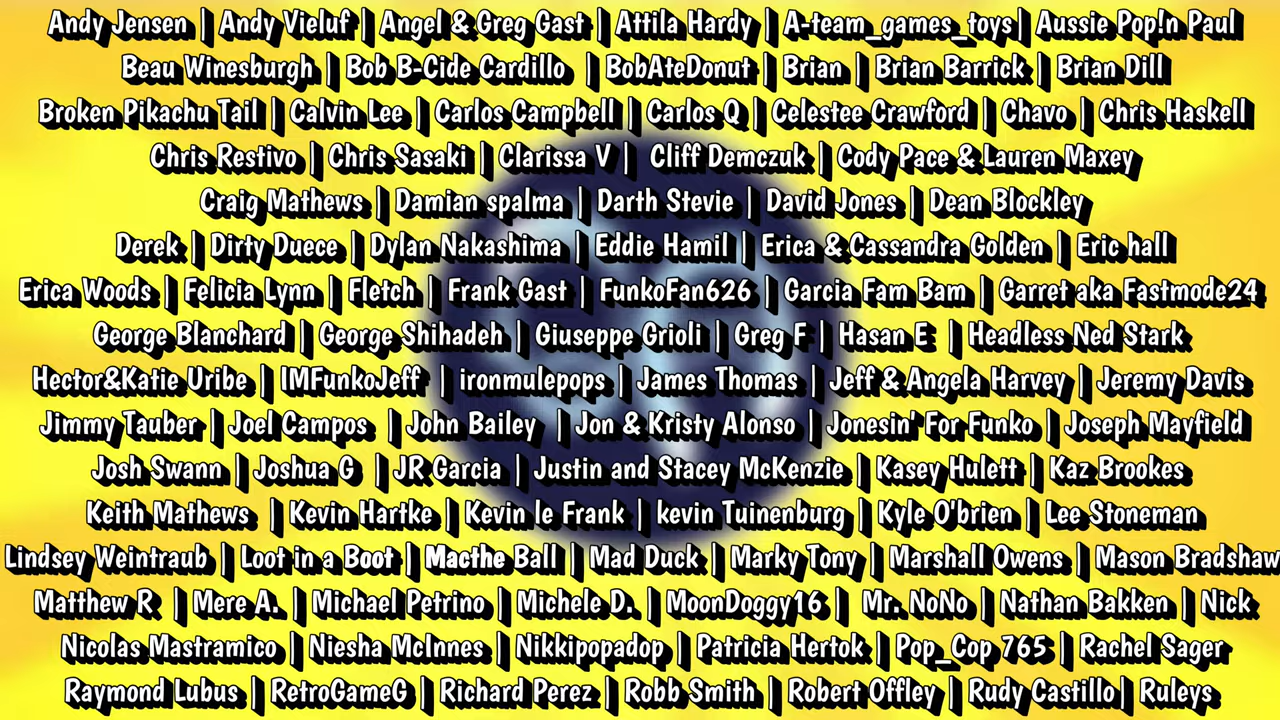 Andy Jensen | Andy Vieluf | Angel & Greg Gast | Attila Hardy | A-team_games_toys| Aussie Pop!n Paul
Beau Winesburgh | Bob B-Cide Cardillo | BobAteDonut | Brian | Brian Barrick | Brian Dill
Broken Pikachu Tail | Calvin Lee | Carlos Campbell | Carlos Q | Celestee Crawford | Chavo | Chris Haskell
Chris Restivo | Chris Sasaki | Clarissa V | Cliff Demczuk | Cody Pace & Lauren Maxey
Craig Mathews | Damian spalma | Darth Stevie | David Jones | Dean Blockley
Derek | Dirty Duece | Dylan Nakashima | Eddie Hamil | Erica & Cassandra Golden | Eric hall
Erica Woods | Felicia Lynn | Fletch | Frank Gast | FunkoFan626 | Garcia Fam Bam | Garret aka Fastmode24
George Blanchard | George Shihadeh | Giuseppe Grioli | Greg F | Hasan E | Headless Ned Stark
Hector&Katie Uribe | IMFunkoJeff | ironmulepops | James Thomas | Jeff & Angela Harvey | Jeremy Davis
Jimmy Tauber | Joel Campos | John Bailey | Jon & Kristy Alonso | Jonesin' For Funko | Joseph Mayfield
Josh Swann | Joshua G | JR Garcia | Justin and Stacey McKenzie | Kasey Hulett | Kaz Brookes
Keith Mathews | Kevin Hartke | Kevin le Frank | kevin Tuinenburg | Kyle O'brien | Lee Stoneman
Lindsey Weintraub | Loot in a Boot | Macthe Ball | Mad Duck | Marky Tony | Marshall Owens | Mason Bradshaw
Matthew R | Mere A. | Michael Petrino | Michele D. | MoonDoggy16 | Mr. NoNo | Nathan Bakken | Nick
Nicolas Mastramico | Niesha McInnes | Nikkipopadop | Patricia Hertok | Pop_Cop 765 | Rachel Sager
Raymond Lubus | RetroGameG | Richard Perez | Robb Smith | Robert Offley | Rudy Castillo| Ruleys